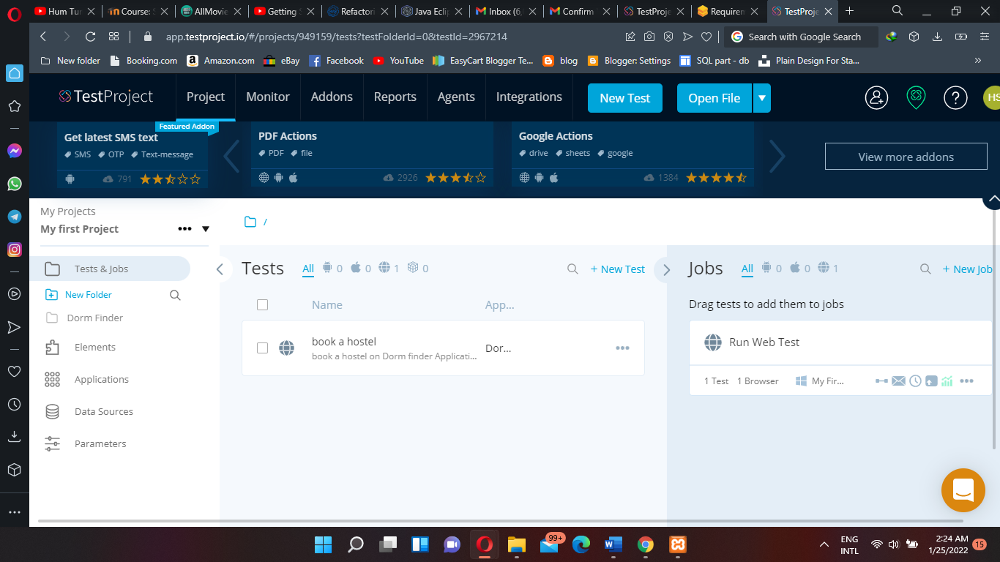 Hum Tur
Course: S
AllMovie
Getting S
Refactori
Java Ecli
Inbox (6,
Confirm
TestProje
Requirem
TestProje
app.testproject.io/#/projects/949159/tests?testFolderId=0&testId=2967214
Search with Google Search
New folder
Booking.com
Amazon.com
eBay
Facebook
YouTube
EasyCart Blogger Te...
blog
Blogger: Settings
SQL part - db
Plain Design For Sta...
TestProject
Project
Monitor
Addons
Reports
Agents
Integrations
New Test
Open File
HS
Featured Addon
Get latest SMS text
SMS OTP Text-message
791
PDF Actions
PDF file
2926
Google Actions
drive sheets google
1384
View more addons
My Projects
My first Project
Tests & Jobs
New Folder
Dorm Finder
Elements
Applications
Data Sources
Parameters
/
Tests
All 0 0 1 0
+ New Test
Name
App...
book a hostel
book a hostel on Dorm finder Applicati...
Dor...
Jobs
All 0 0 1
+ New Job
Drag tests to add them to jobs
Run Web Test
1 Test 1 Browser My Fir...
99+
ENG
INTL
2:24 AM
1/25/2022
15